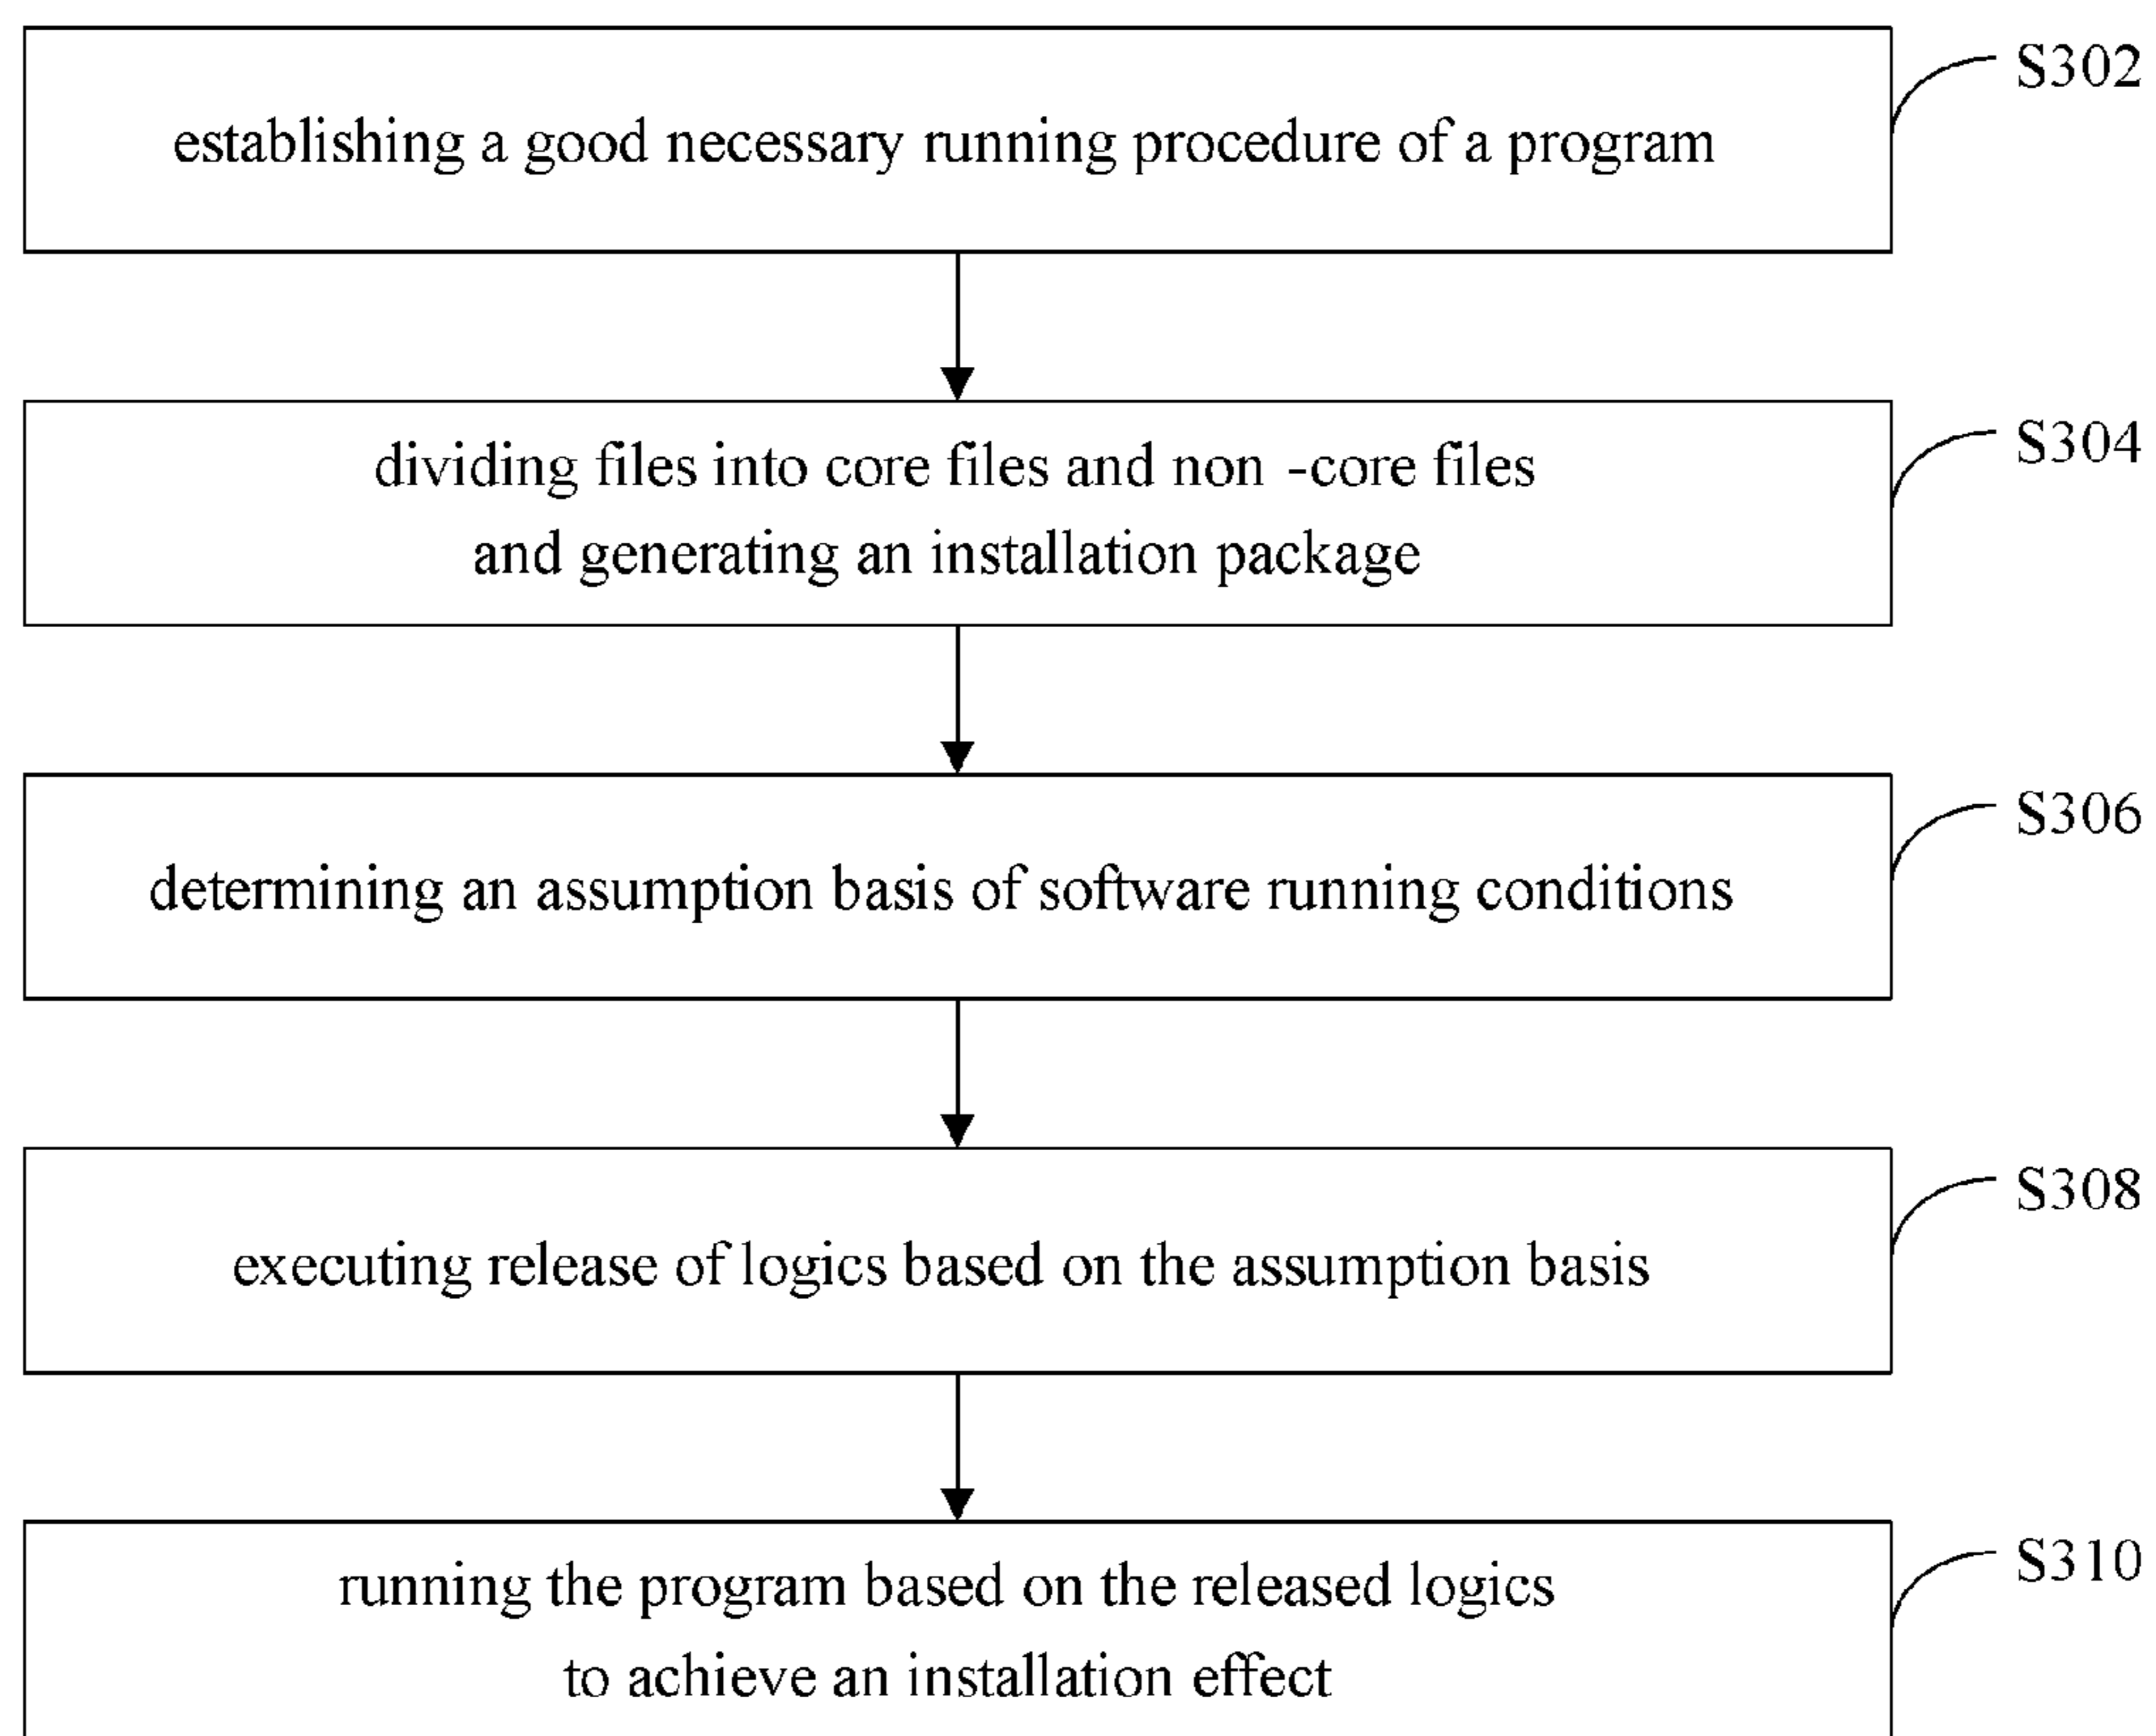 S302
establishing a good necessary running procedure of a program
S304
dividing files into core files and non -core files
and generating an installation package
S306
determining an assumption basis of software running conditions
S308
executing release of logics based on the assumption basis
S310
running the program based on the released logics
to achieve an installation effect